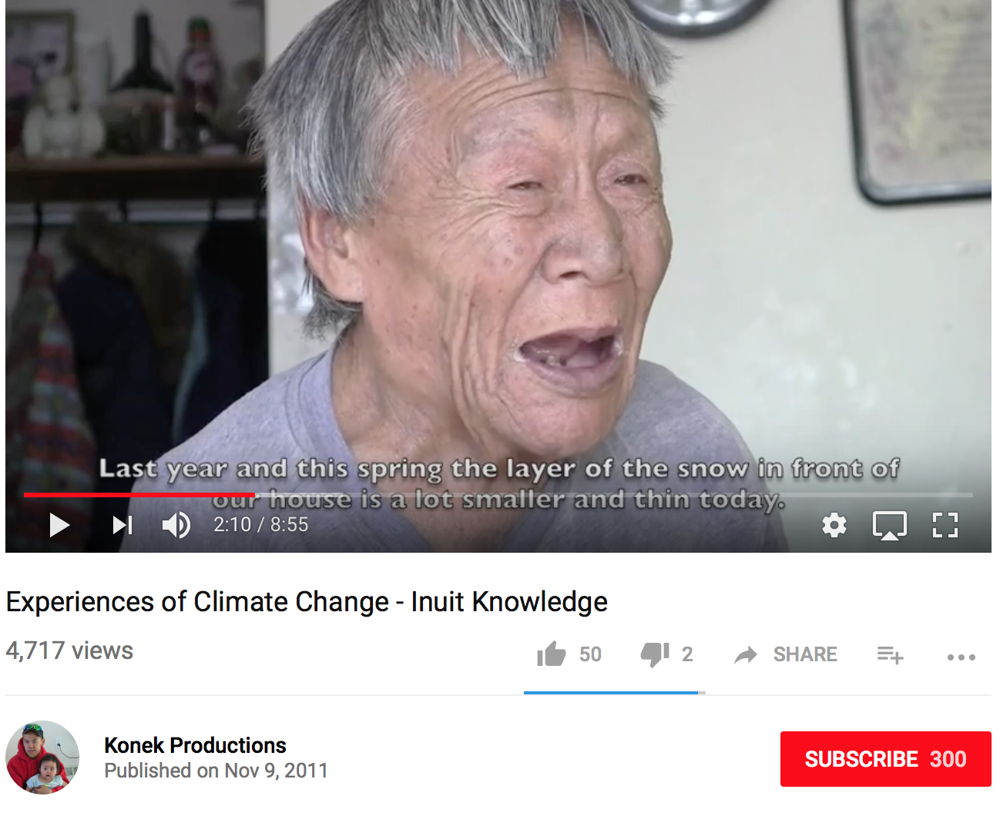 Last year and this spring the layer of the snow in front of
our house is a lot smaller and thin today.
2:10 / 8:55
Experiences of Climate Change - Inuit Knowledge
4,717 views
50
2
SHARE
Konek Productions
Published on Nov 9, 2011
SUBSCRIBE 300